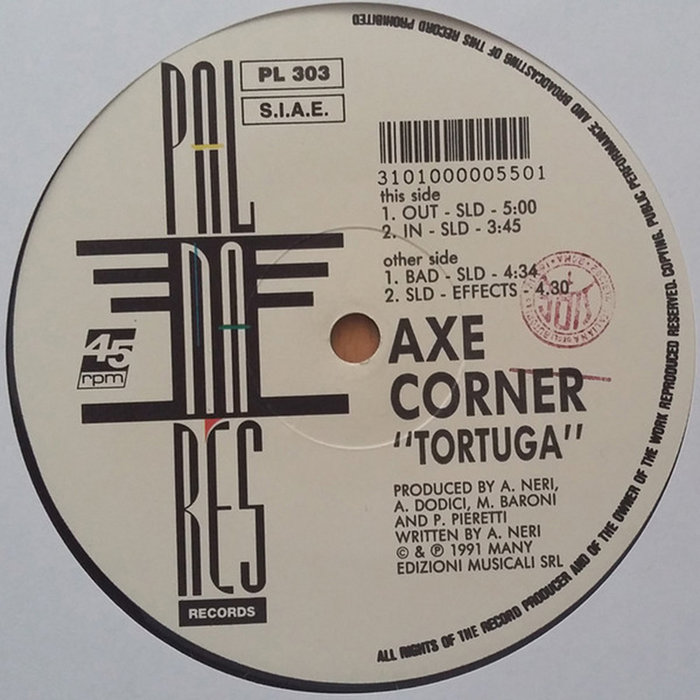 PAL
DA
RES
RECORDS
PL 303
S.I.A.E.
3101000005501
this side
1. OUT - SLD - 5:00
2. IN - SLD - 3:45
other side
1. BAD - SLD - 4:34
2. SLD - EFFECTS - 4.30
45
rpm
AXE
CORNER
"TORTUGA"
PRODUCED BY A. NERI,
A. DODICI, M. BARONI
AND P. PIERETTI
WRITTEN BY A. NERI
© & ℗ 1991 MANY
EDIZIONI MUSICALI SRL
ALL RIGHTS OF THE RECORD PRODUCER AND OF THE OWNER OF THE WORK REPRODUCED RESERVED. COPYING, PUBLIC PERFORMANCE AND BROADCASTING OF THIS RECORD PROHIBITED